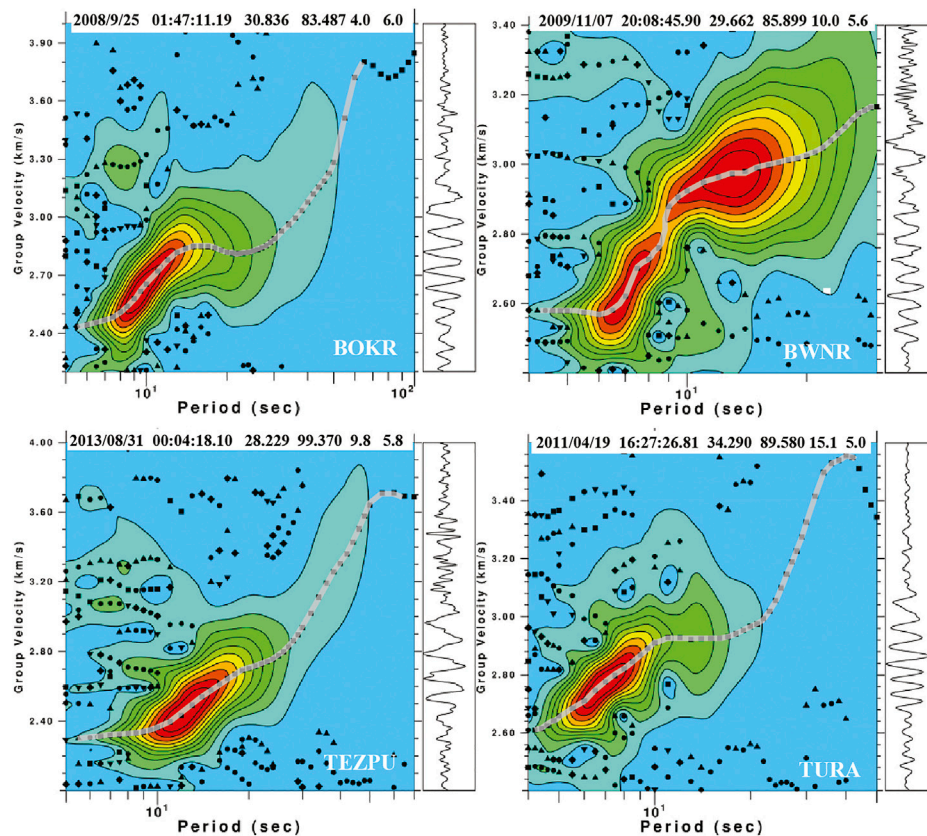 2008/9/25 01:47:11.19 30.836 83.487 4.0 6.0
Group Velocity (km/s)
3.90
3.60
3.30
3.00
2.70
2.40
BOKR
10¹
10²
Period (sec)
2009/11/07 20:08:45.90 29.662 85.899 10.0 5.6
Group Velocity (km/s)
3.40
3.20
3.00
2.80
2.60
BWNR
10¹
Period (sec)
2013/08/31 00:04:18.10 28.229 99.370 9.8 5.8
Group Velocity (km/s)
4.00
3.60
3.20
2.80
2.40
TEZPU
10¹
Period (sec)
2011/04/19 16:27:26.81 34.290 89.580 15.1 5.0
Group Velocity (km/s)
3.40
3.20
3.00
2.80
2.60
TURA
10¹
Period (sec)